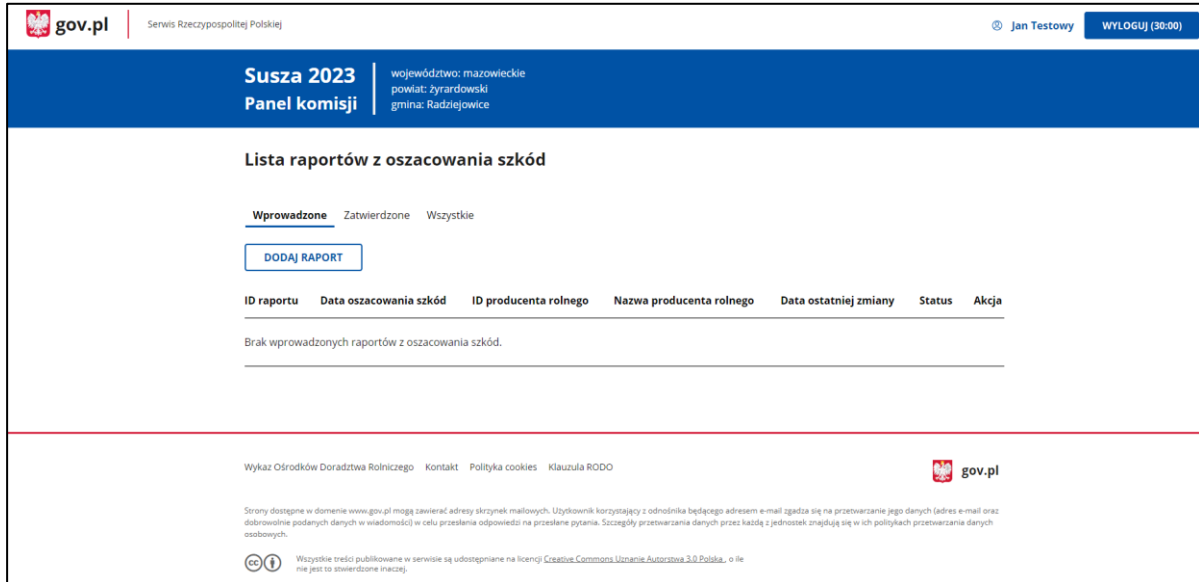 gov.pl
Serwis Rzeczypospolitej Polskiej
Jan Testowy
WYLOGUJ (30:00)
Susza 2023
Panel komisji
województwo: mazowieckie
powiat: żyrardowski
gmina: Radziejowice
Lista raportów z oszacowania szkód
Wprowadzone Zatwierdzone Wszystkie
DODAJ RAPORT
ID raportu Data oszacowania szkód ID producenta rolnego Nazwa producenta rolnego Data ostatniej zmiany Status Akcja
Brak wprowadzonych raportów z oszacowania szkód.
Wykaz Ośrodków Doradztwa Rolniczego Kontakt Polityka cookies Klauzula RODO
gov.pl
Strony dostępne w domenie www.gov.pl mogą zawierać adresy skrzynek mailowych. Użytkownik korzystający z odnośnika będącego adresem e-mail zgadza się na przetwarzanie jego danych (adres e-mail oraz
dobrowolnie podanych danych w wiadomości) w celu przesłania odpowiedzi na przesłane pytania. Szczegóły przetwarzania danych przez każdą z jednostek znajdują się w ich politykach przetwarzania danych
osobowych.
cc
Wszystkie treści publikowane w serwisie są udostępniane na licencji Creative Commons Uznanie Autorstwa 3.0 Polska , o ile
nie jest to stwierdzone inaczej.